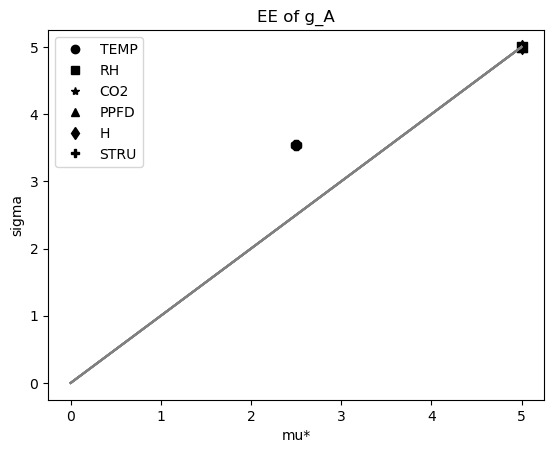 EE of g_A
TEMP
RH
CO2
PPFD
H
STRU
sigma
5
4
3
2
1
0
0 1 2 3 4 5
mu*